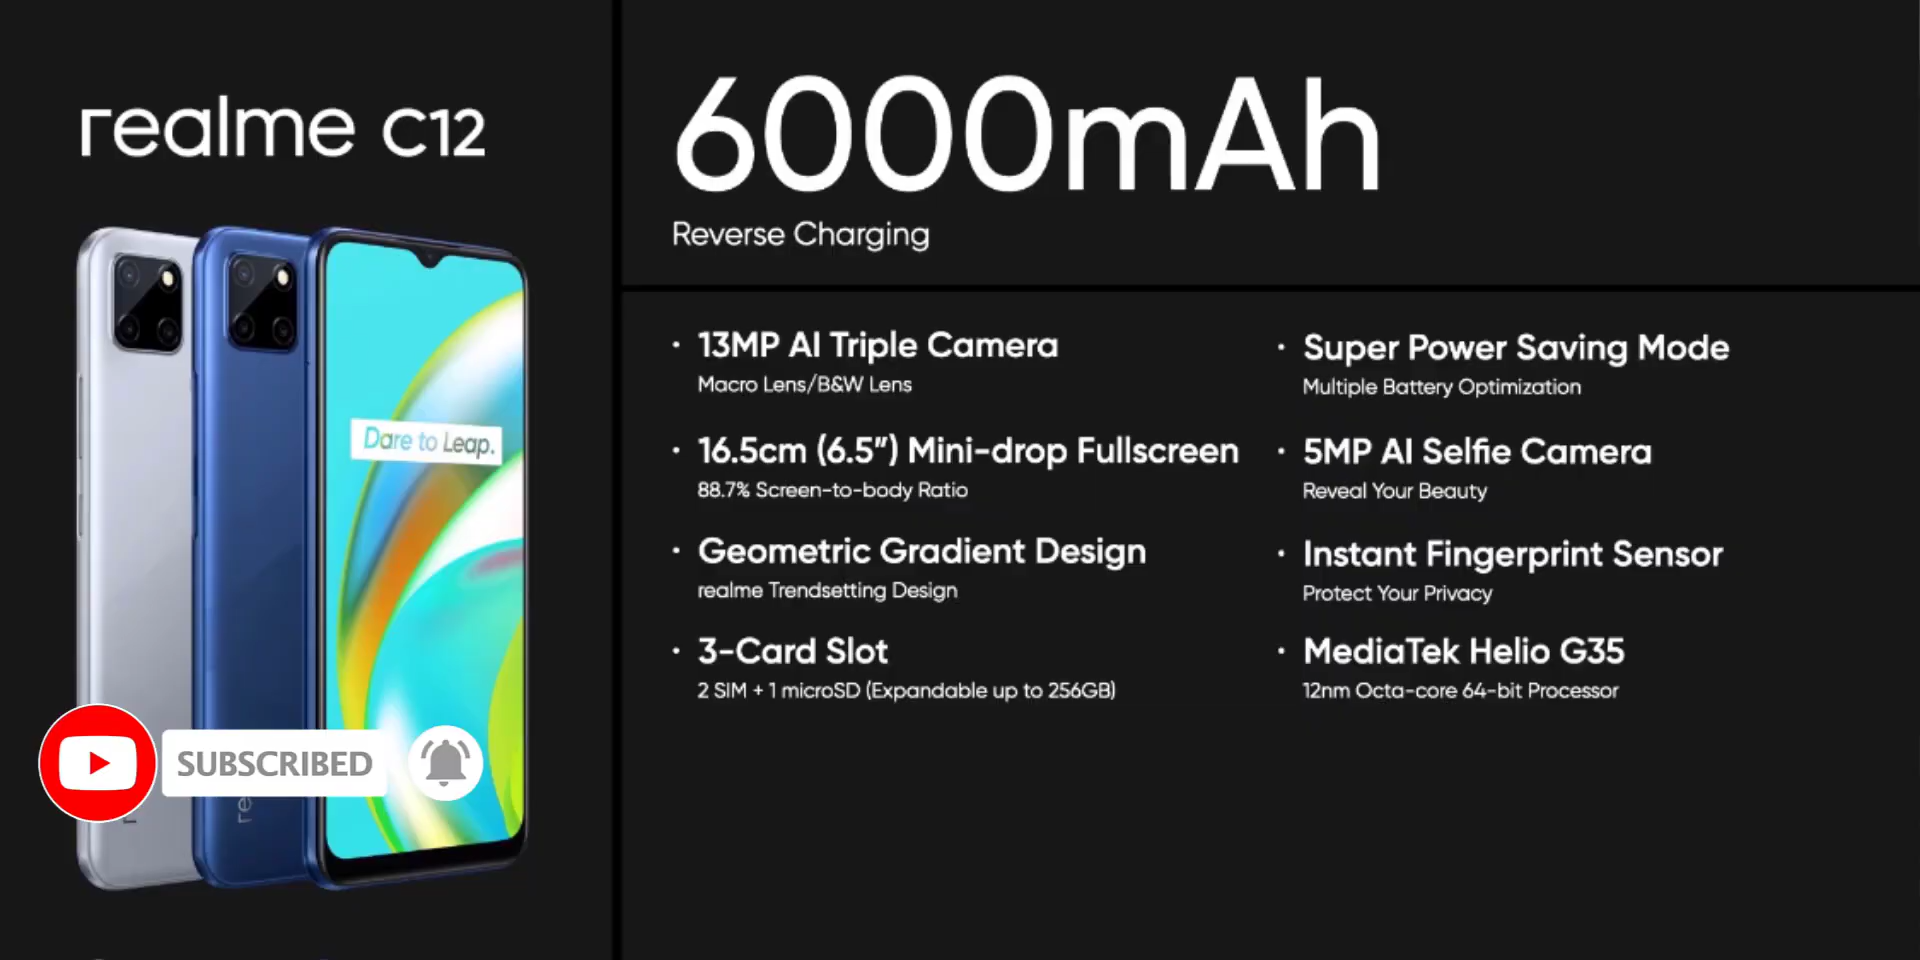 realme C12
6000mAh
Reverse Charging
Dare to Leap.
SUBSCRIBED
· 13MP AI Triple Camera
Macro Lens/B&W Lens
· 16.5cm (6.5”) Mini-drop Fullscreen
88.7% Screen-to-body Ratio
· Geometric Gradient Design
realme Trendsetting Design
· 3-Card Slot
2 SIM + 1 microSD (Expandable up to 256GB)
· Super Power Saving Mode
Multiple Battery Optimization
· 5MP AI Selfie Camera
Reveal Your Beauty
· Instant Fingerprint Sensor
Protect Your Privacy
· MediaTek Helio G35
12nm Octa-core 64-bit Processor